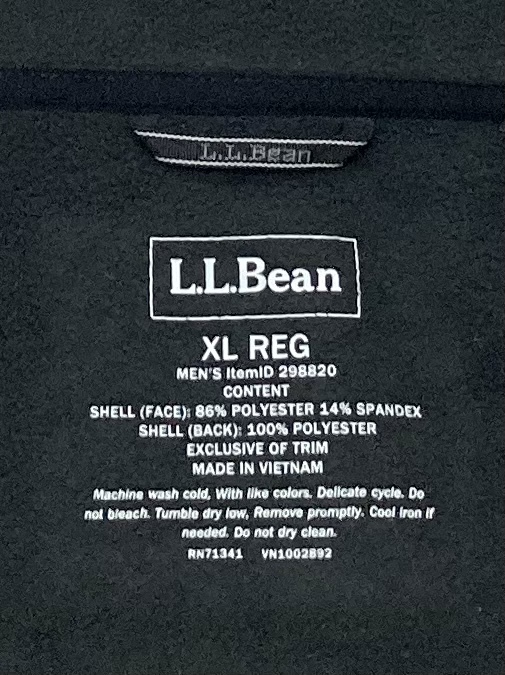 L.L.Bean
L.L.Bean
XL REG
MEN'S ItemID 298820
CONTENT
SHELL (FACE): 86% POLYESTER 14% SPANDEX
SHELL (BACK): 100% POLYESTER
EXCLUSIVE OF TRIM
MADE IN VIETNAM
Machine wash cold, With like colors. Delicate cycle. Do
not bleach. Tumble dry low, Remove promptly. Cool Iron If
needed. Do not dry clean.
RN71341 VN1002892